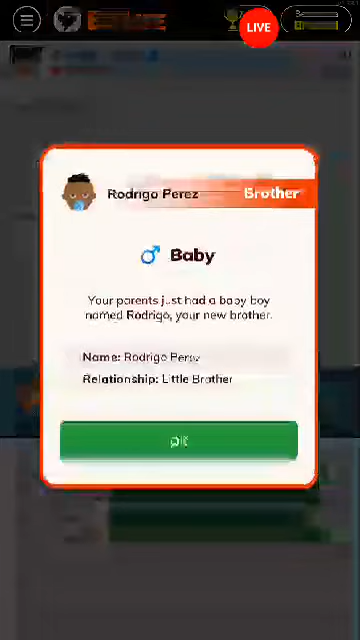 LIVE
Rodrigo Perez
Brother
Baby
Your parents just had a baby boy
named Rodrigo, your new brother.
Name: Rodrigo Perez
Relationship: Little Brother
OK